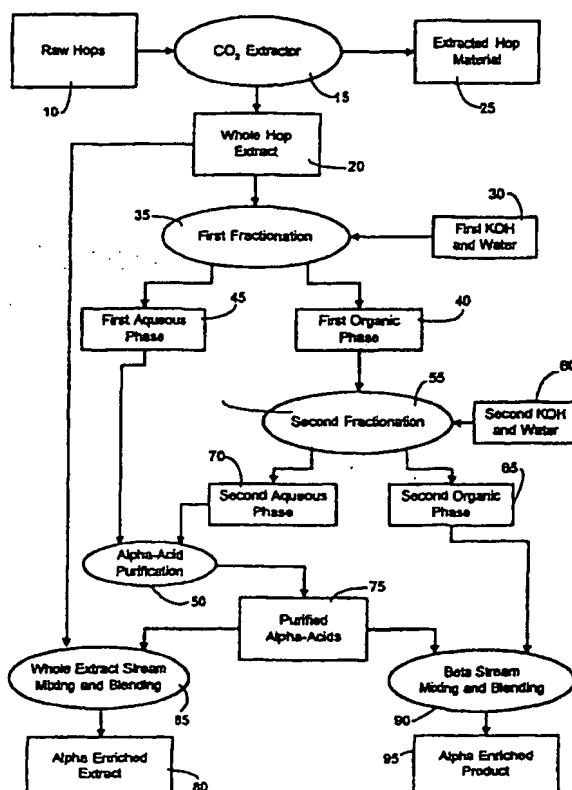 Raw Hops
CO₂ Extractor
Extracted Hop
Material
10
15
25
Whole Hop
Extract
20
35
First Fractionation
30
First KOH
and Water
45
First Aqueous
Phase
40
First Organic
Phase
55
Second Fractionation
60
Second KOH
and Water
70
Second Aqueous
Phase
65
Second Organic
Phase
Alpha-Acid
Purification
50
75
Purified
Alpha-Acids
Whole Extract Stream
Mixing and Blending
85
Beta Stream
Mixing and Blending
90
Alpha Enriched
Extract
80
95
Alpha Enriched
Product